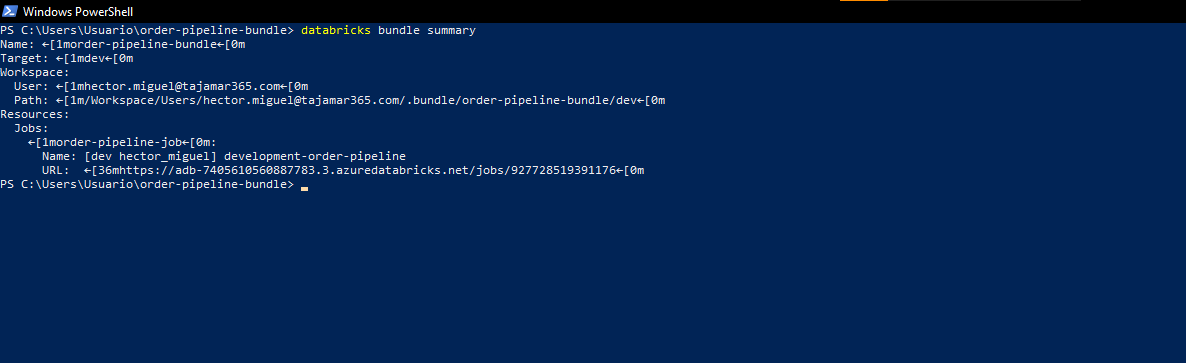 Windows PowerShell
PS C:\Users\Usuario\order-pipeline-bundle> databricks bundle summary
Name: ←[1morder-pipeline-bundle←[0m
Target: ←[1mdev←[0m
Workspace:
  User: ←[1mhector.miguel@tajamar365.com←[0m
  Path: ←[1m/Workspace/Users/hector.miguel@tajamar365.com/.bundle/order-pipeline-bundle/dev←[0m
Resources:
  Jobs:
    ←[1morder-pipeline-job←[0m:
      Name: [dev hector_miguel] development-order-pipeline
      URL:  ←[36mhttps://adb-7405610560887783.3.azuredatabricks.net/jobs/927728519391176←[0m
PS C:\Users\Usuario\order-pipeline-bundle>